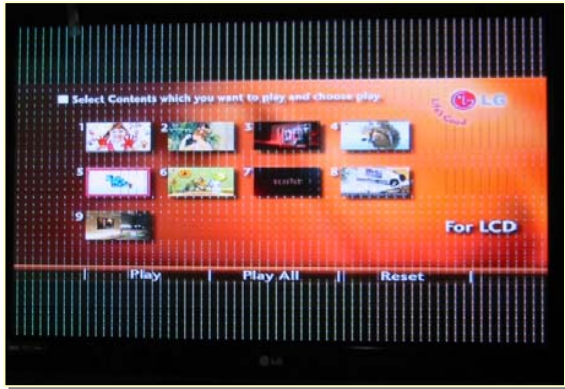 Select Contents which you want to play and choose play
LG
Life's Good
1
2
3
4
5
6
7
8
9
For LCD
Play
Play All
Reset
LG